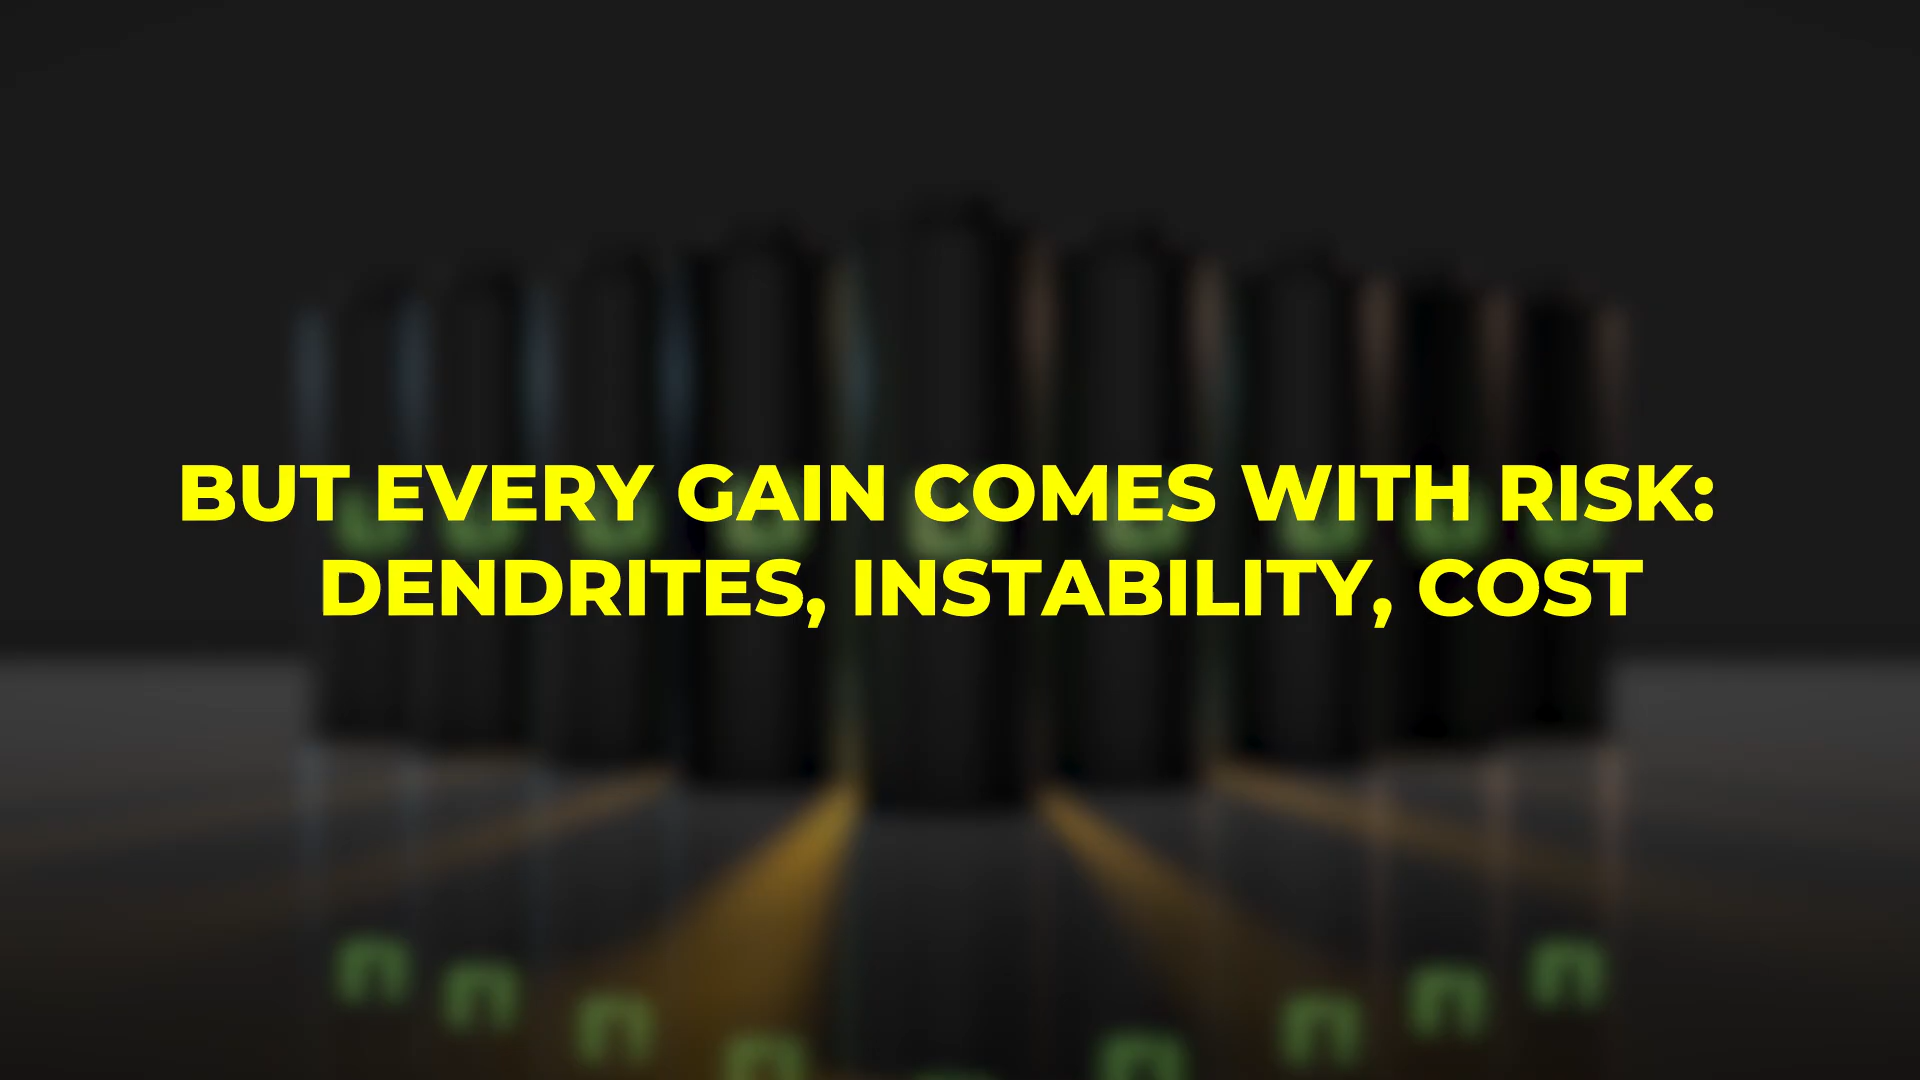 BUT EVERY GAIN COMES WITH RISK:
DENDRITES, INSTABILITY, COST